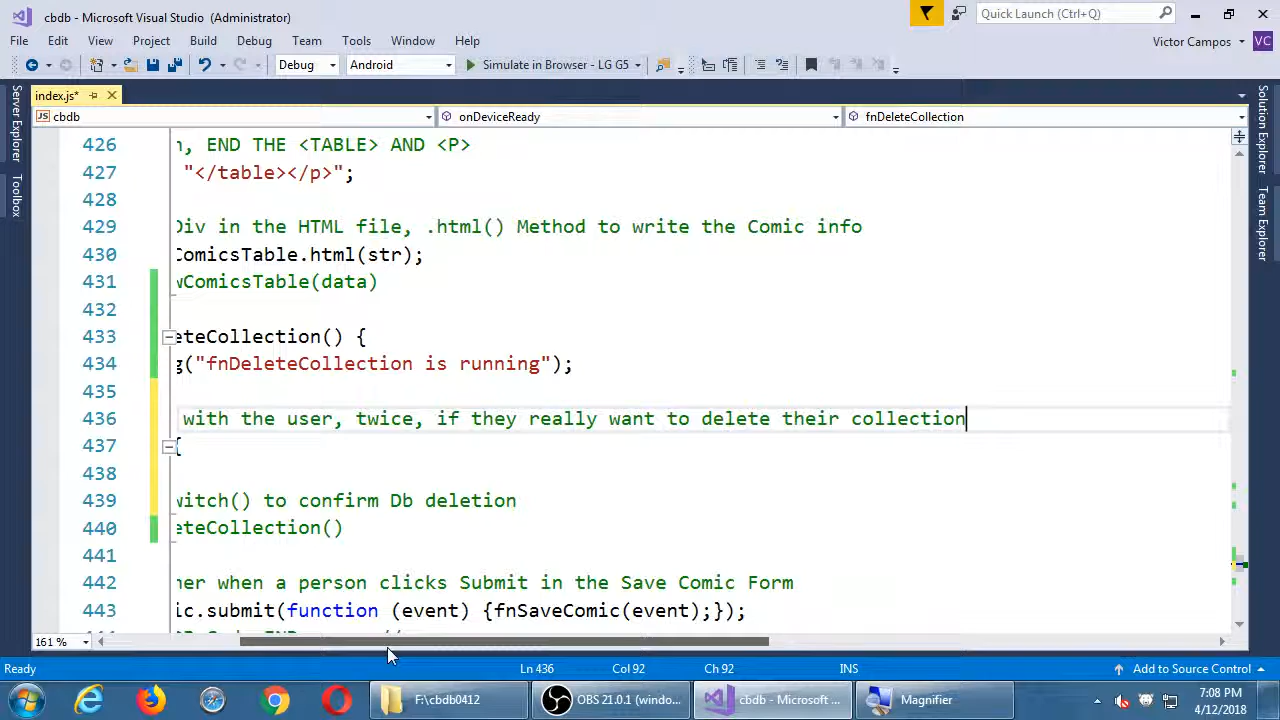 cbdb - Microsoft Visual Studio (Administrator)
Quick Launch (Ctrl+Q)
File Edit View Project Build Debug Team Tools Window Help
Victor Campos VC
Debug Android Simulate in Browser - LG G5
Server Explorer
Toolbox
Solution Explorer
Team Explorer
index.js*
JS cbdb onDeviceReady fnDeleteCollection
426 n, END THE <TABLE> AND <P>
427 "</table></p>";
428
429 Div in the HTML file, .html() Method to write the Comic info
430 ComicsTable.html(str);
431 wComicsTable(data)
432
433 eteCollection() {
434 g("fnDeleteCollection is running");
435
436 with the user, twice, if they really want to delete their collection
437 {
438
439 witch() to confirm Db deletion
440 eteCollection()
441
442 ner when a person clicks Submit in the Save Comic Form
443 ic.submit(function (event) {fnSaveComic(event);});
161 %
Ready Ln 436 Col 92 Ch 92 INS Add to Source Control
F:\cbdb0412 OBS 21.0.1 (windo... cbdb - Microsoft ... Magnifier
7:08 PM
4/12/2018